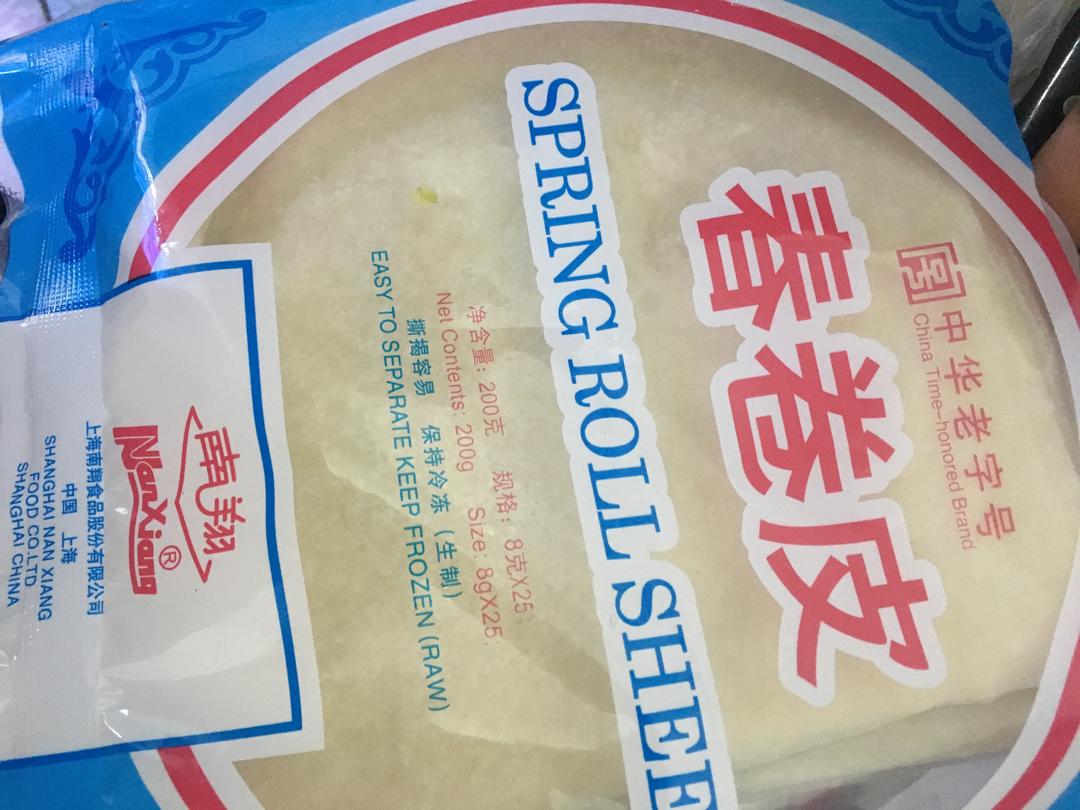 中华老字号
China Time-honored Brand
春卷皮
SPRING ROLL SHEE
净含量: 200克 规格: 8克X25
Net Contents: 200g Size: 8gX25
撕揭容易 保持冷冻 (生制)
EASY TO SEPARATE KEEP FROZEN (RAW)
南翔
NanXiang®
上海南翔食品股份有限公司
中国 上海
SHANGHAI NAN XIANG
FOOD CO.,LTD
SHANGHAI CHINA